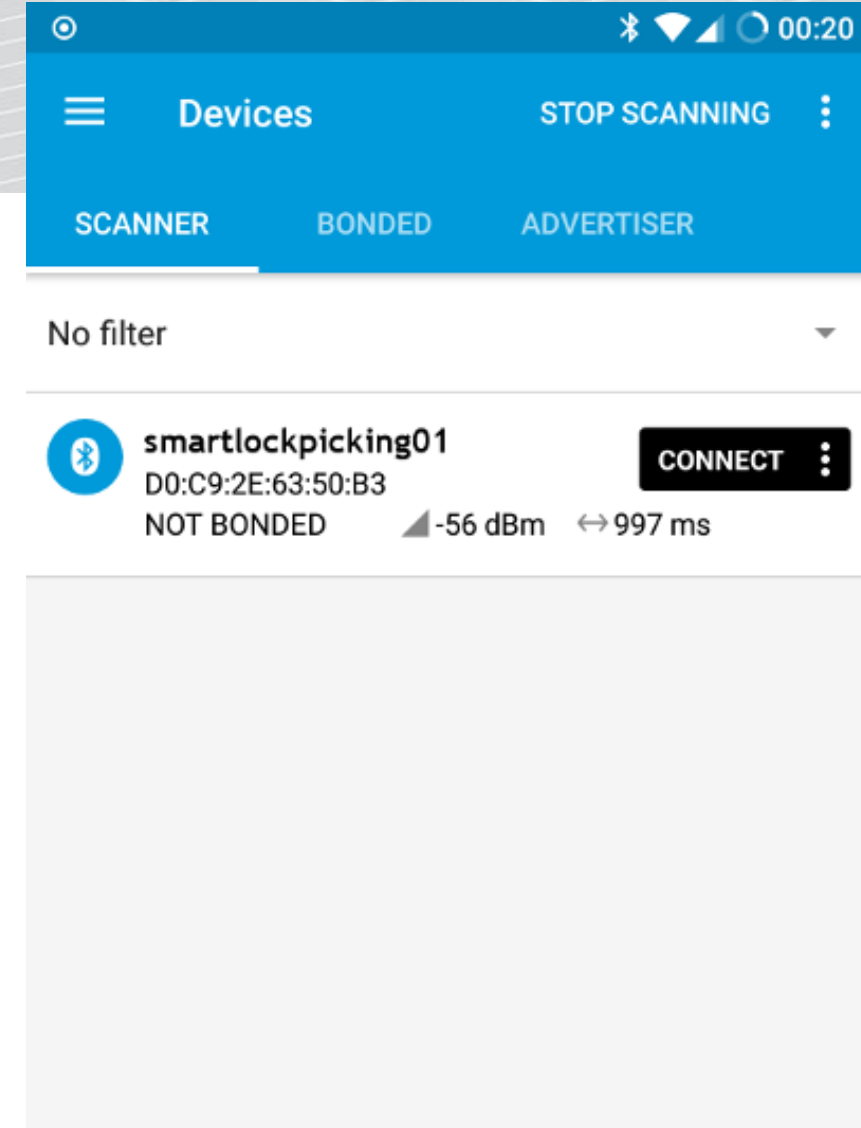 00:20
Devices STOP SCANNING
SCANNER BONDED ADVERTISER
No filter
smartlockpicking01
CONNECT
D0:C9:2E:63:50:B3
NOT BONDED -56 dBm 997 ms